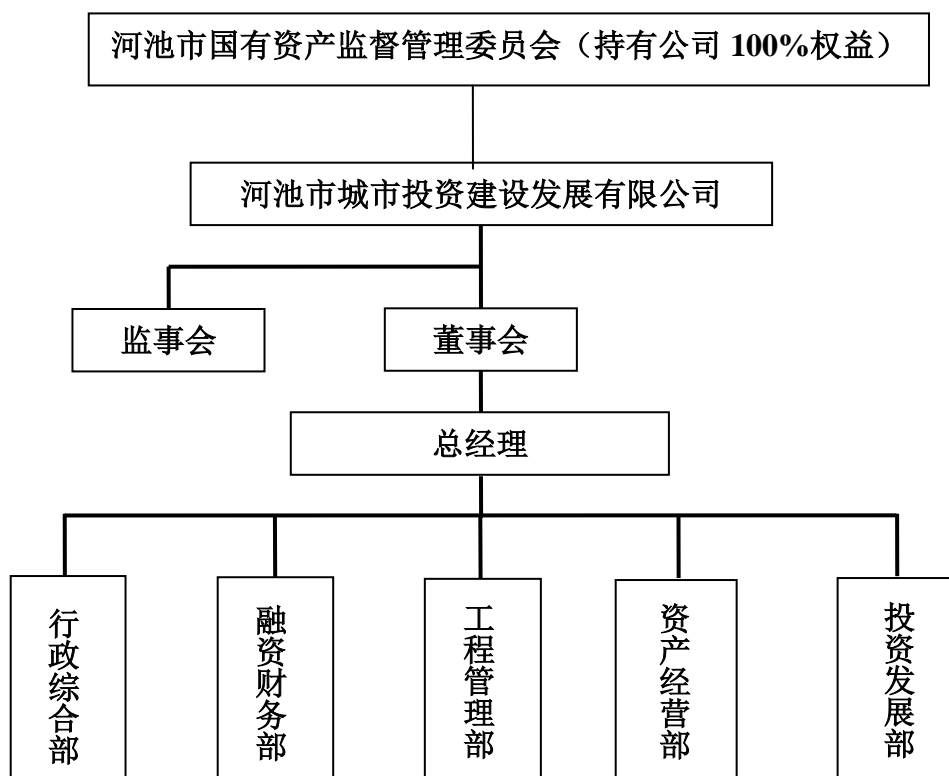 河池市国有资产监督管理委员会（持有公司 100%权益）
河池市城市投资建设发展有限公司
监事会
董事会
总经理
行政综合部
融资财务部
工程管理部
资产经营部
投资发展部